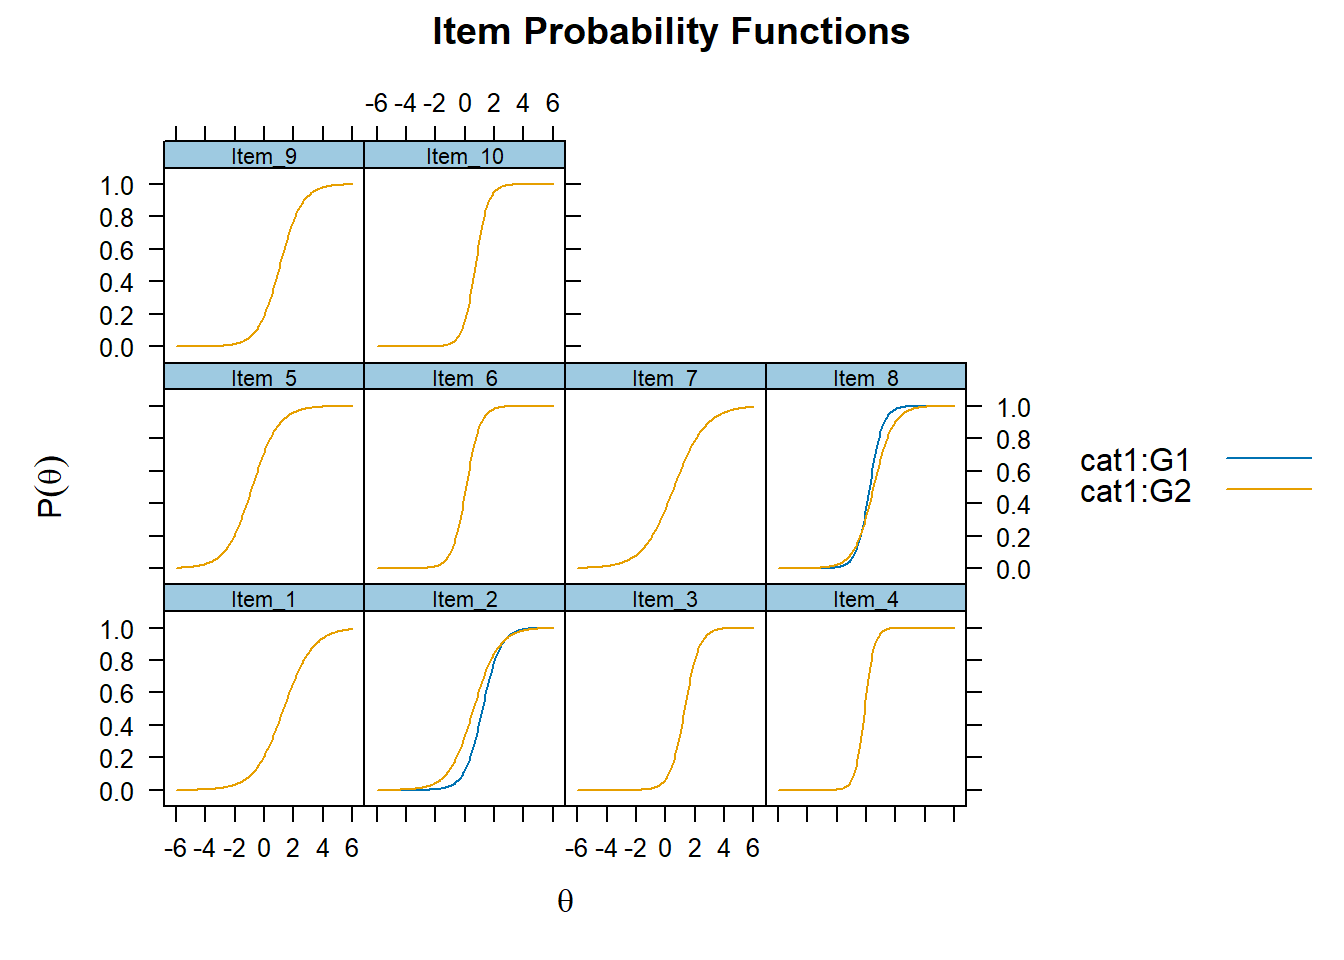 Item Probability Functions
-6 -4 -2 0 2 4 6
Item_9 Item_10
1.0
0.8
0.6
0.4
0.2
0.0
Item_5 Item_6 Item_7 Item_8
1.0
0.8
0.6
0.4
0.2
0.0
P(θ)
cat1:G1
cat1:G2
Item_1 Item_2 Item_3 Item_4
1.0
0.8
0.6
0.4
0.2
0.0
-6 -4 -2 0 2 4 6 -6 -4 -2 0 2 4 6
θ